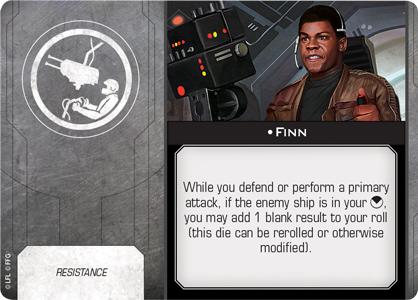 • FINN
While you defend or perform a primary
attack, if the enemy ship is in your ,
you may add 1 blank result to your roll
(this die can be rerolled or otherwise
modified).
RESISTANCE
© LFL © FFG